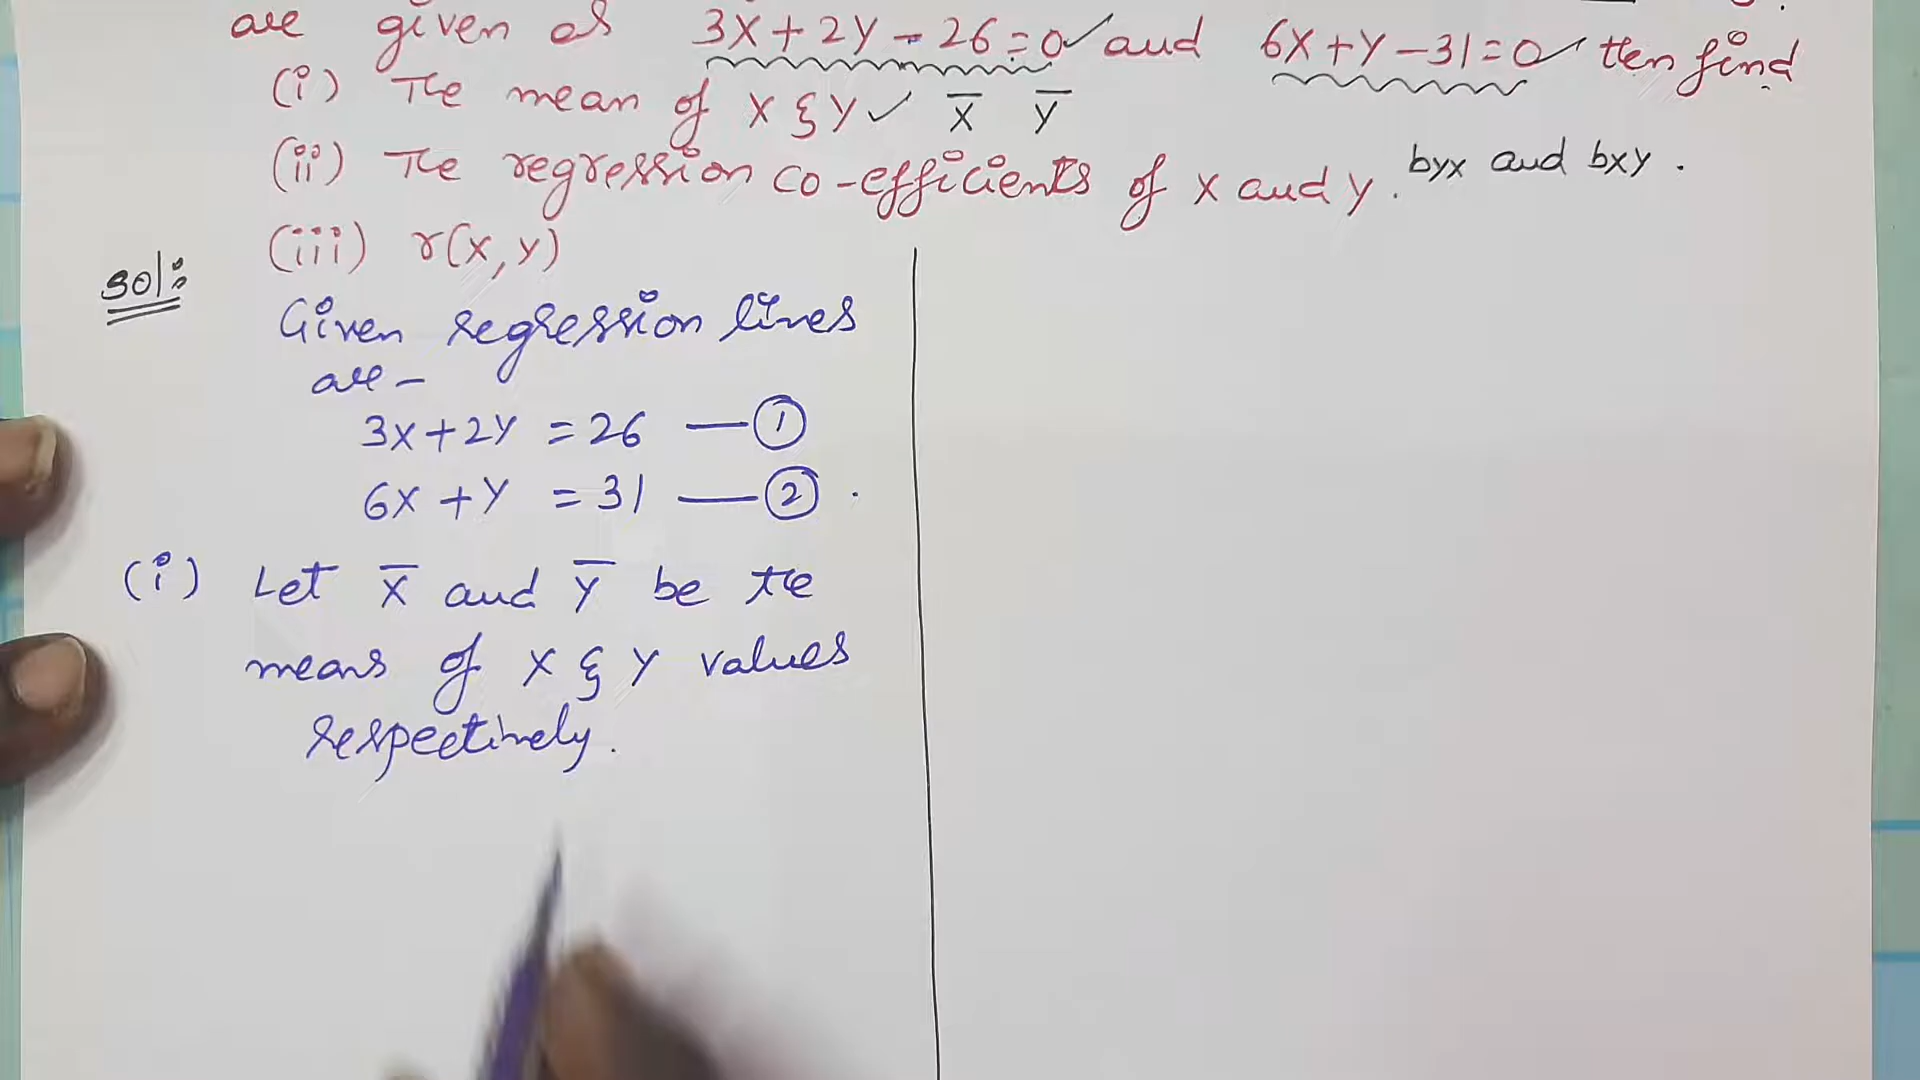 are given as 3X+2Y-26=0✓ and 6X+Y-31=0✓ then find
(i) The mean of X & Y ✓ X̅ Y̅
(ii) The regression co-efficients of X and Y. byx and bxy.
(iii) r(X,Y)
Sol:
Given regression lines
are -
3X+2Y = 26 — ①
6X+Y = 31 — ② .
(i) Let X̅ and Y̅ be the
means of X & Y values
respectively.